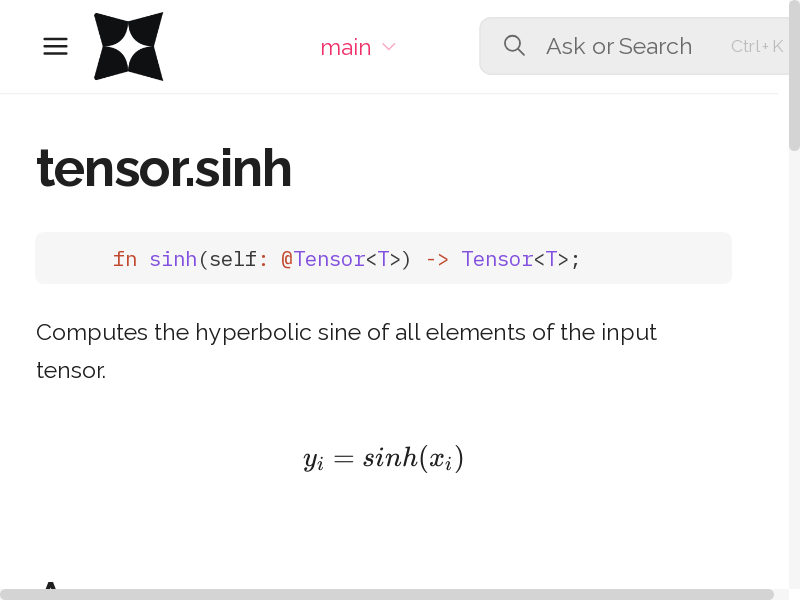 main
Ask or Search
Ctrl+K
tensor.sinh
fn sinh(self: @Tensor<T>) -> Tensor<T>;
Computes the hyperbolic sine of all elements of the input
tensor.
y_i = sinh(x_i)